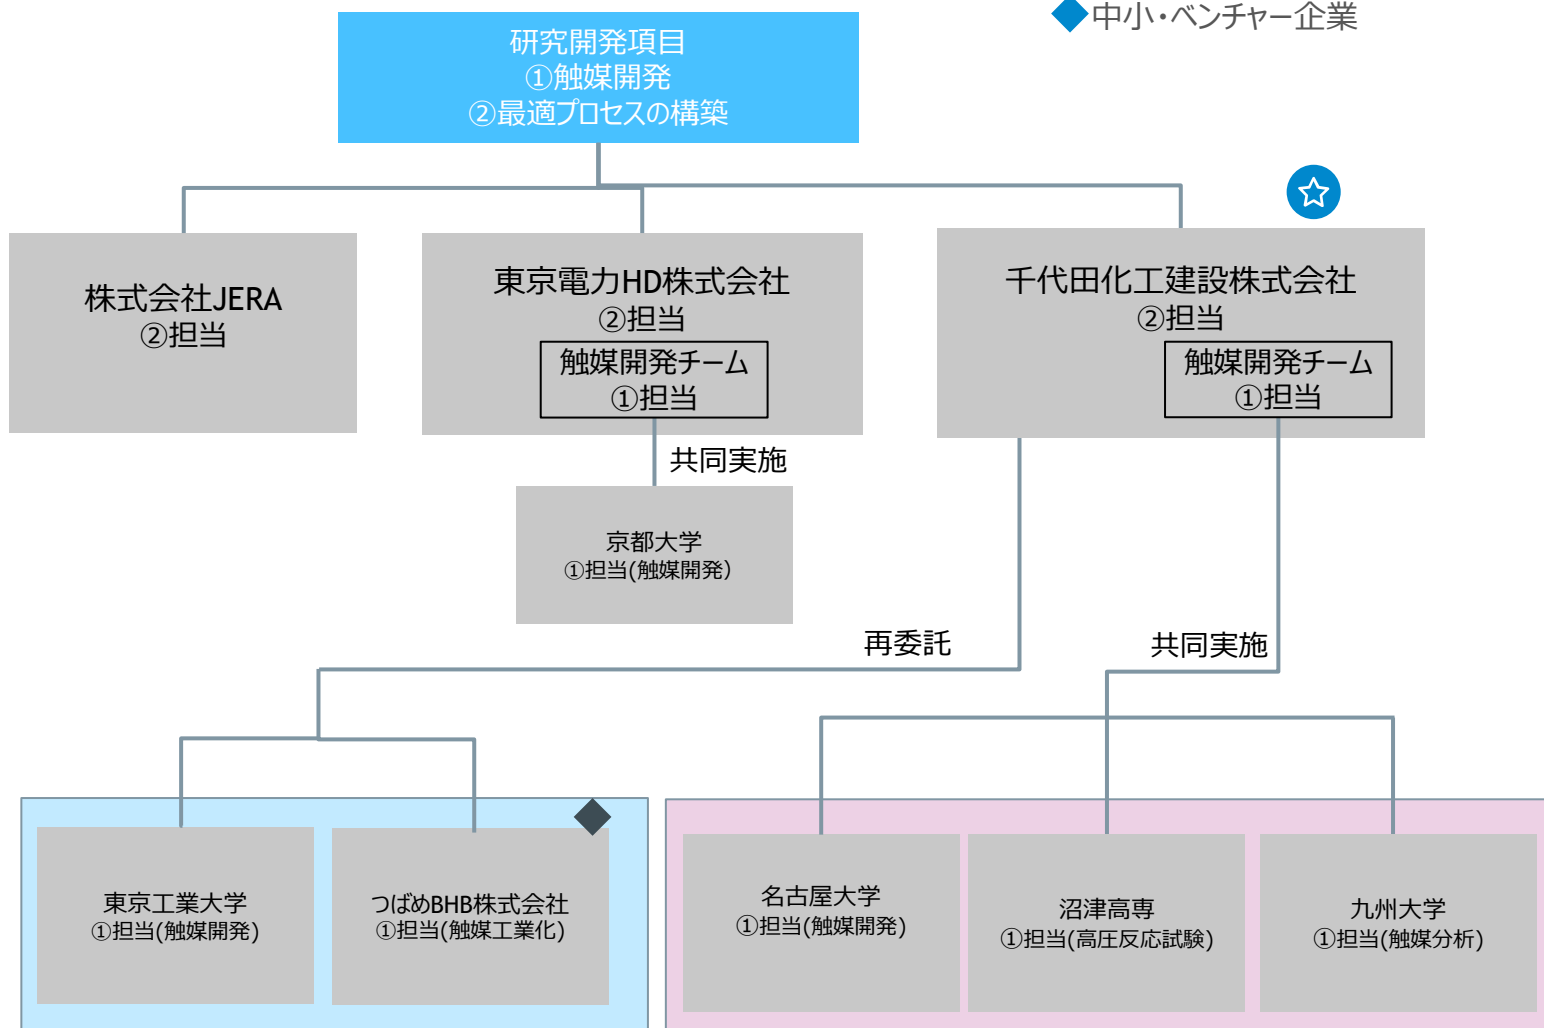 中小・ベンチャー企業
研究開発項目
①触媒開発
②最適プロセスの構築
株式会社JERA
②担当
東京電力HD株式会社
②担当
触媒開発チーム
①担当
千代田化工建設株式会社
②担当
触媒開発チーム
①担当
共同実施
京都大学
①担当(触媒開発）
再委託
共同実施
東京工業大学
①担当(触媒開発)
つばめBHB株式会社
①担当(触媒工業化)
名古屋大学
①担当(触媒開発)
沼津高専
①担当(高圧反応試験)
九州大学
①担当(触媒分析)